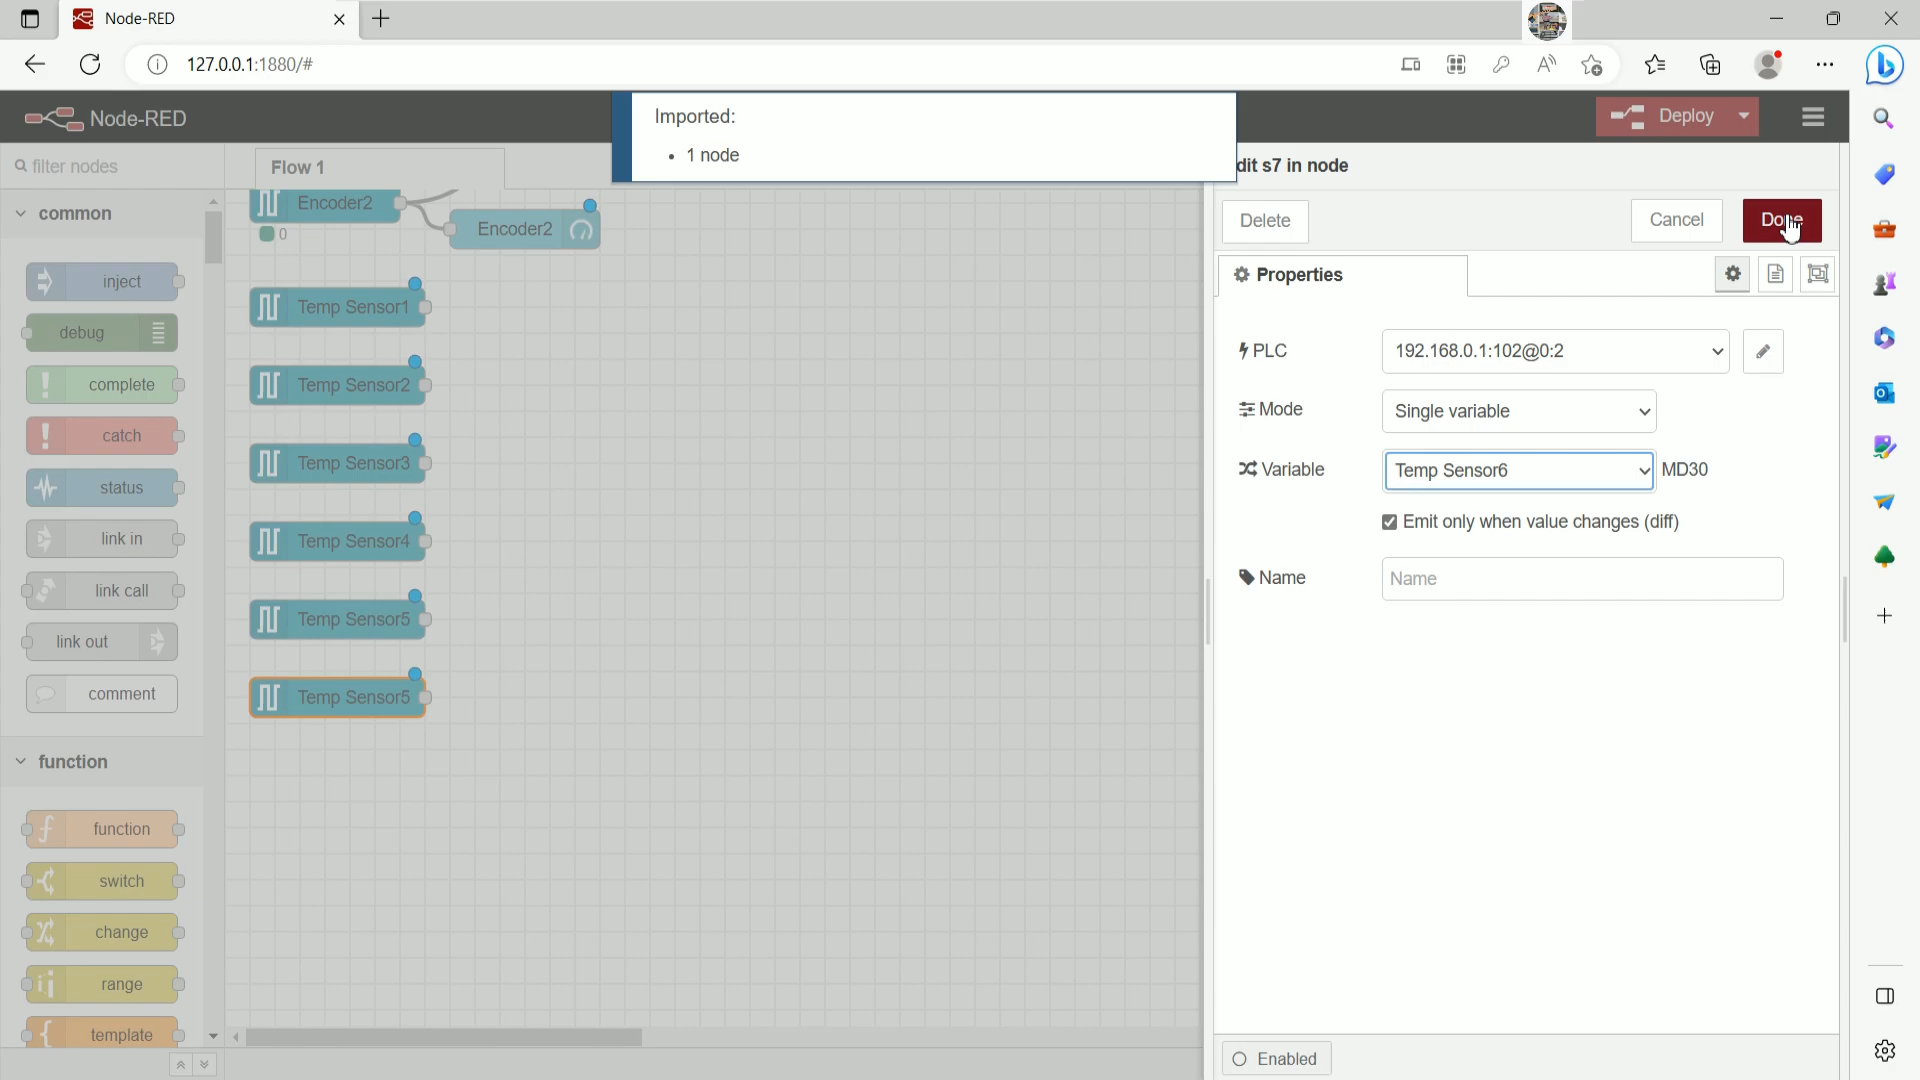 Node-RED
127.0.0.1:1880/#
Node-RED
Imported:
• 1 node
Deploy
filter nodes
Flow 1
dit s7 in node
common
inject
debug
complete
catch
status
link in
link call
link out
comment
function
function
switch
change
range
template
Encoder2
0
Encoder2
Temp Sensor1
Temp Sensor2
Temp Sensor3
Temp Sensor4
Temp Sensor5
Temp Sensor5
Delete
Cancel
Done
Properties
PLC
192.168.0.1:102@0:2
Mode
Single variable
Variable
Temp Sensor6
MD30
Emit only when value changes (diff)
Name
Name
Enabled